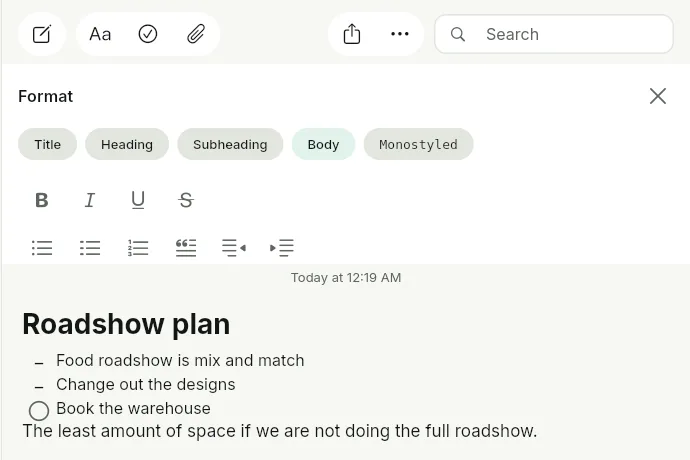 Aa
Search
Format
Title Heading Subheading Body Monostyled
B I U S
Today at 12:19 AM
Roadshow plan
– Food roadshow is mix and match
– Change out the designs
Book the warehouse
The least amount of space if we are not doing the full roadshow.